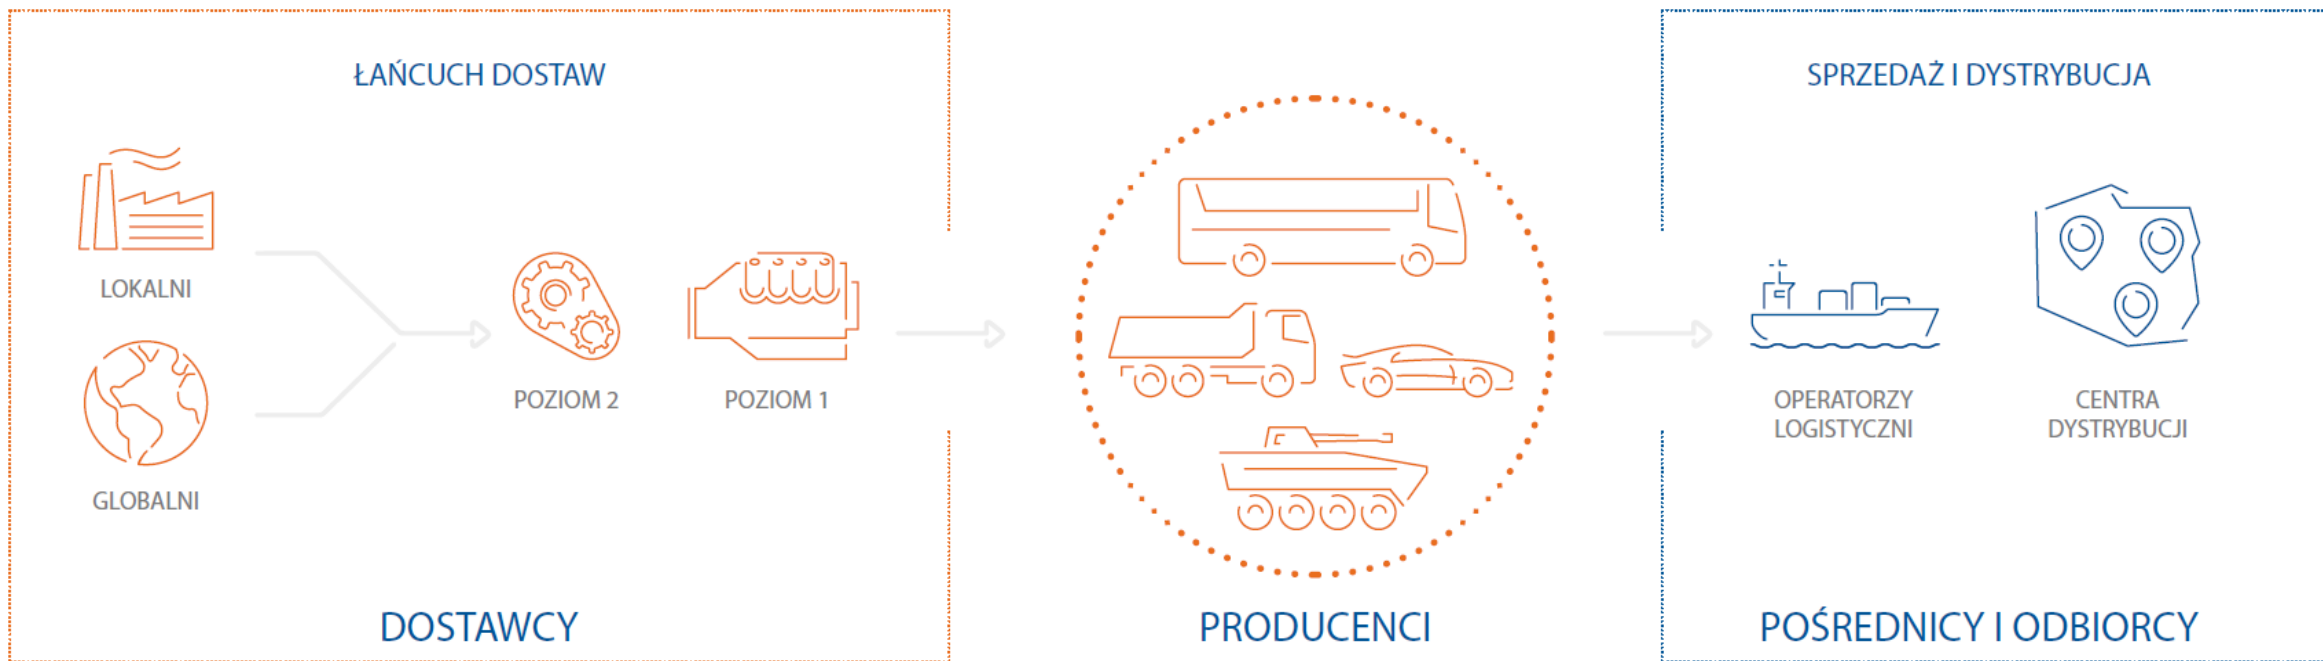 ŁAŃCUCH DOSTAW
LOKALNI
GLOBALNI
POZIOM 2
POZIOM 1
DOSTAWCY
PRODUCENCI
SPRZEDAŻ I DYSTRYBUCJA
OPERATORZY
LOGISTYCZNI
CENTRA
DYSTRYBUCJI
POŚREDNICY I ODBIORCY